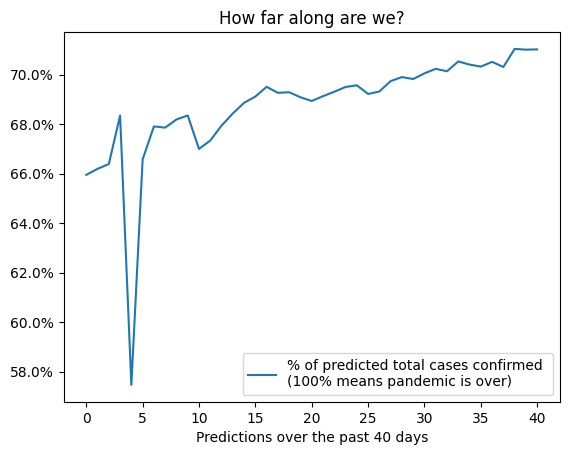 How far along are we?
70.0%
68.0%
66.0%
64.0%
62.0%
60.0%
58.0%
% of predicted total cases confirmed
(100% means pandemic is over)
0 5 10 15 20 25 30 35 40
Predictions over the past 40 days